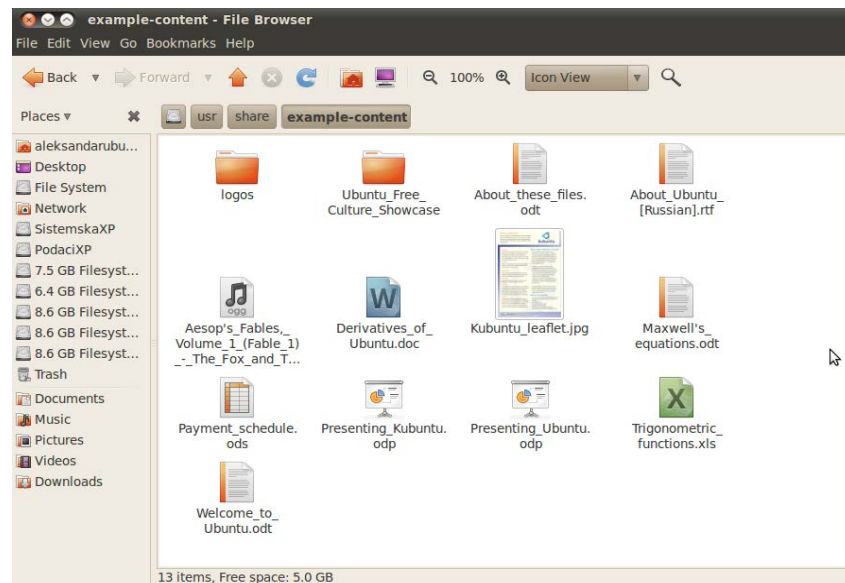 example-content - File Browser
File Edit View Go Bookmarks Help
Back Forward 100% Icon View
Places usr share example-content
aleksandarubu...
Desktop
File System
Network
SistemskaXP
PodaciXP
7.5 GB Filesyst...
6.4 GB Filesyst...
8.6 GB Filesyst...
8.6 GB Filesyst...
8.6 GB Filesyst...
Trash
Documents
Music
Pictures
Videos
Downloads
logos
Ubuntu_Free_
Culture_Showcase
About_these_files.
odt
About_Ubuntu_
[Russian].rtf
ogg
Aesop's_Fables,_
Volume_1_(Fable_1)
_-_The_Fox_and_T...
W
Derivatives_of_
Ubuntu.doc
Kubuntu_leaflet.jpg
Maxwell's_
equations.odt
Payment_schedule.
ods
Presenting_Kubuntu.
odp
Presenting_Ubuntu.
odp
X
Trigonometric_
functions.xls
Welcome_to_
Ubuntu.odt
13 items, Free space: 5.0 GB